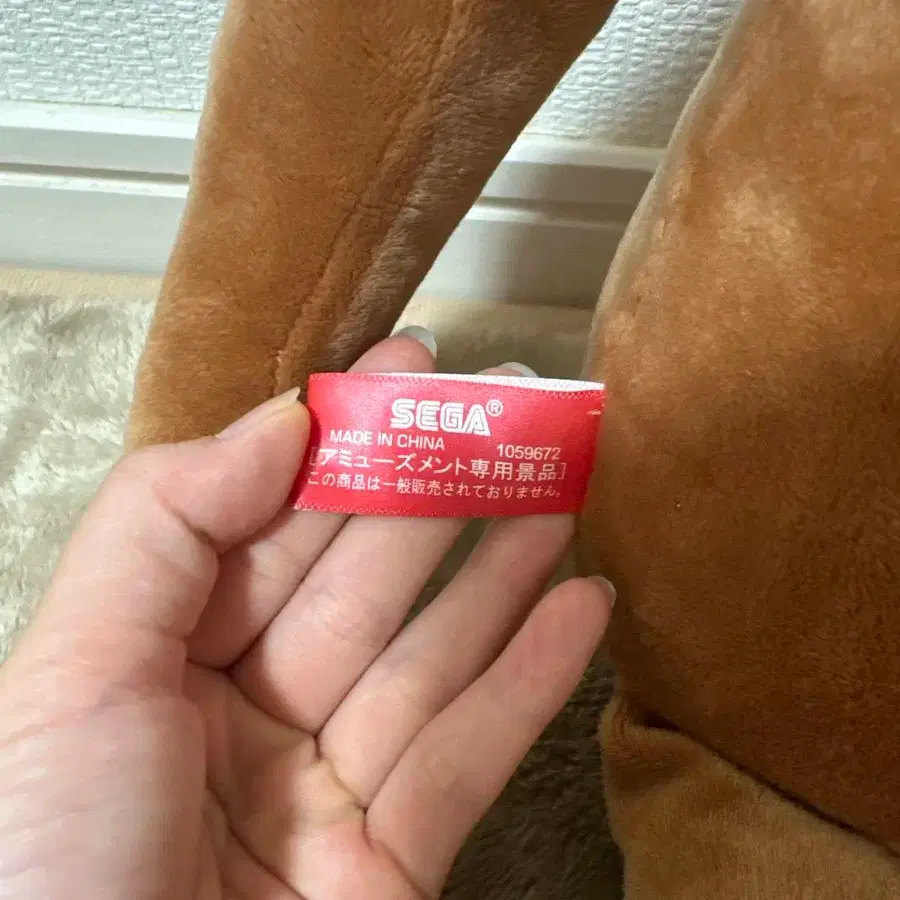 SEGA®
MADE IN CHINA 1059672
[アミューズメント専用景品]
この商品は一般販売されておりません。